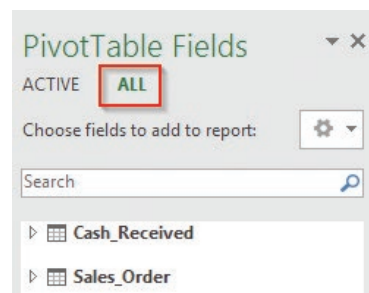 PivotTable Fields
ACTIVE ALL
Choose fields to add to report:
Search
Cash_Received
Sales_Order